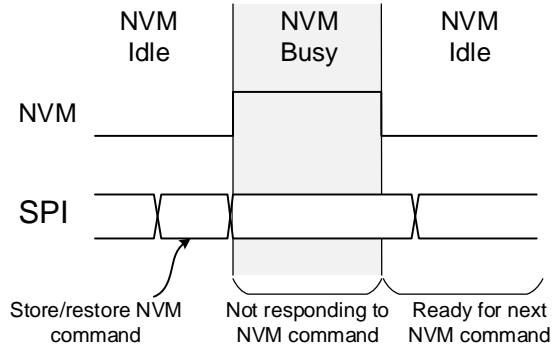 NVM
Idle
NVM
Busy
NVM
Idle
NVM
SPI
Store/restore NVM
command
Not responding to
NVM command
Ready for next
NVM command